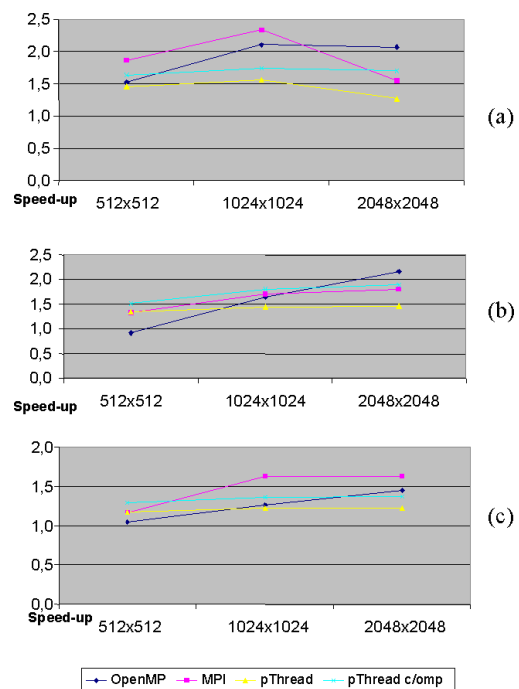 2,5
2,0
1,5
1,0
0,5
0,0
(a)
Speed-up
512x512 1024x1024 2048x2048
2,5
2,0
1,5
1,0
0,5
0,0
(b)
Speed-up
512x512 1024x1024 2048x2048
2,0
1,5
1,0
0,5
0,0
(c)
Speed-up
512x512 1024x1024 2048x2048
OpenMP MPI pThread pThread c/omp